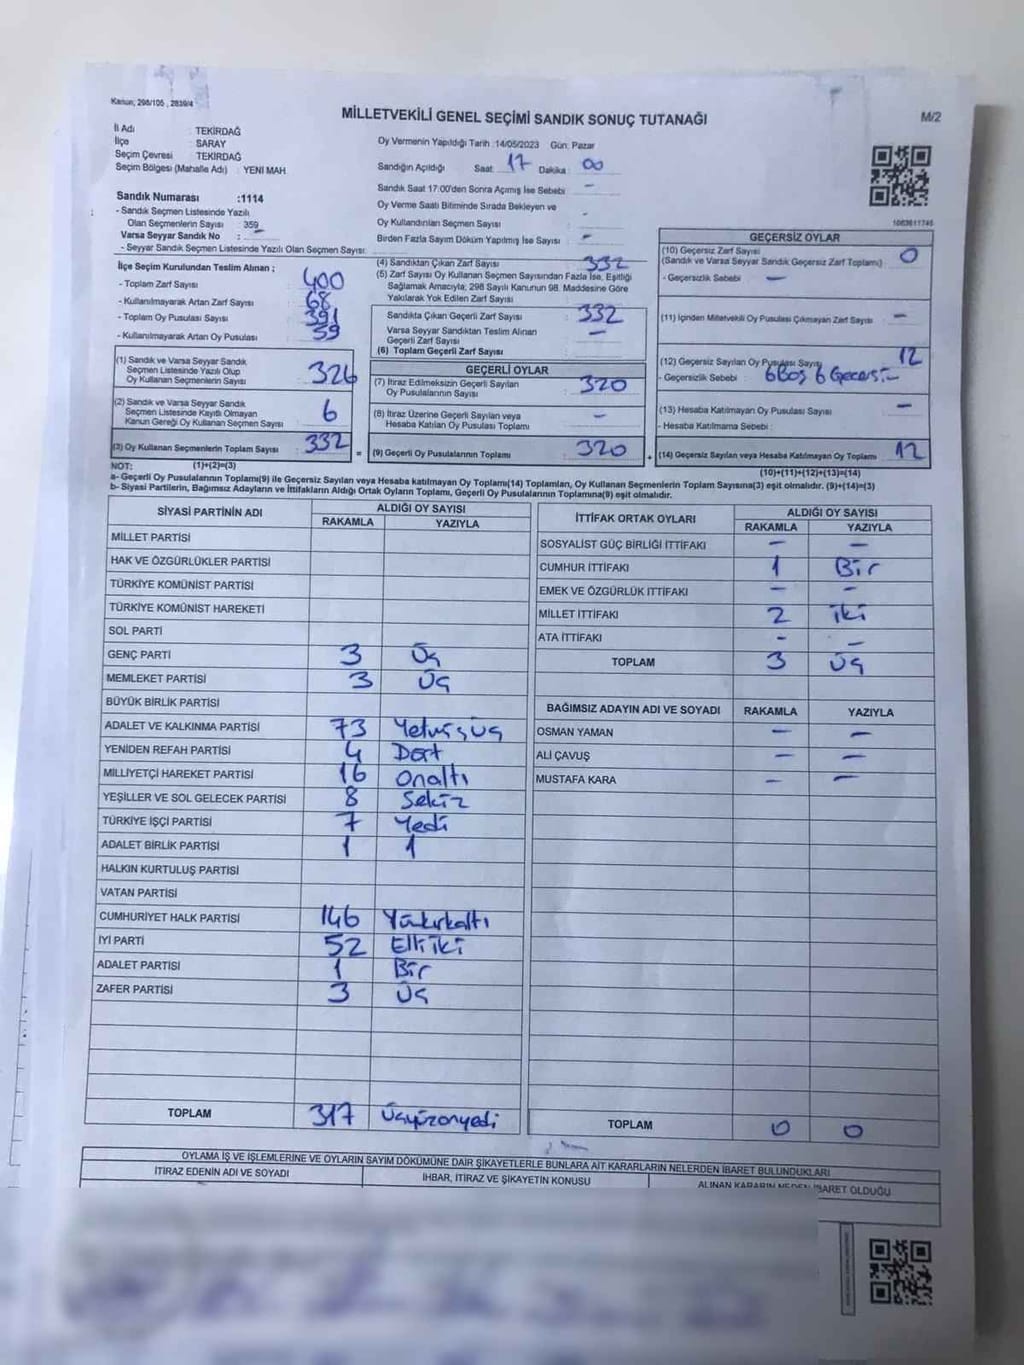 Kanun, 298/105 , 2839/4
MİLLETVEKİLİ GENEL SEÇİMİ SANDIK SONUÇ TUTANAĞI
M/2
İl Adı : TEKİRDAĞ
İlçe : SARAY
Seçim Çevresi : TEKİRDAĞ
Seçim Bölgesi (Mahalle Adı) : YENİ MAH.
Oy Vermenin Yapıldığı Tarih :14/05/2023 Gün: Pazar
Sandığın Açıldığı Saat: 17 Dakika : 00
Sandık Saat 17:00'den Sonra Açılmış İse Sebebi : -
Oy Verme Saati Bitiminde Sırada Bekleyen ve
Oy Kullandırılan Seçmen Sayısı :
Birden Fazla Sayım Döküm Yapılmış İse Sayısı : -
Sandık Numarası :1114
- Sandık Seçmen Listesinde Yazılı
Olan Seçmenlerin Sayısı : 359
Varsa Seyyar Sandık No : -
- Seyyar Sandık Seçmen Listesinde Yazılı Olan Seçmen Sayısı:
1063611745
İlçe Seçim Kurulundan Teslim Alınan ;
- Toplam Zarf Sayısı : 400
- Kullanılmayarak Artan Zarf Sayısı : 68
- Toplam Oy Pusulası Sayısı : 391
- Kullanılmayarak Artan Oy Pusulası : 59
(4) Sandıktan Çıkan Zarf Sayısı : 332
(5) Zarf Sayısı Oy Kullanan Seçmen Sayısından Fazla İse, Eşitliği
Sağlamak Amacıyla; 298 Sayılı Kanunun 98. Maddesine Göre
Yakılarak Yok Edilen Zarf Sayısı :
Sandıkta Çıkan Geçerli Zarf Sayısı : 332
Varsa Seyyar Sandıktan Teslim Alınan
Geçerli Zarf Sayısı : -
(6) Toplam Geçerli Zarf Sayısı :
GEÇERSİZ OYLAR
(10) Geçersiz Zarf Sayısı
(Sandık ve Varsa Seyyar Sandık Geçersiz Zarf Toplamı) : 0
- Geçersizlik Sebebi : -
(11) İçinden Milletvekili Oy Pusulası Çıkmayan Zarf Sayısı : -
(12) Geçersiz Sayılan Oy Pusulası Sayısı : 12
- Geçersizlik Sebebi : 6 Boş 6 Geçersiz
(13) Hesaba Katılmayan Oy Pusulası Sayısı : -
- Hesaba Katılmama Sebebi :
(14) Geçersiz Sayılan veya Hesaba Katılmayan Oy Toplamı : 12
(10)+(11)+(12)+(13)=(14)
(1) Sandık ve Varsa Seyyar Sandık
Seçmen Listesinde Yazılı Olup
Oy Kullanan Seçmenlerin Sayısı : 326
(2) Sandık ve Varsa Seyyar Sandık
Seçmen Listesinde Kayıtlı Olmayan
Kanun Gereği Oy Kullanan Seçmen Sayısı : 6
(3) Oy Kullanan Seçmenlerin Toplam Sayısı : 332 =
GEÇERLİ OYLAR
(7) İtiraz Edilmeksizin Geçerli Sayılan
Oy Pusulalarının Sayısı : 320
(8) İtiraz Üzerine Geçerli Sayılan veya
Hesaba Katılan Oy Pusulası Toplamı : -
(9) Geçerli Oy Pusulalarının Toplamı : 320 +
NOT: (1)+(2)=(3)
a- Geçerli Oy Pusulalarının Toplamı(9) ile Geçersiz Sayılan veya Hesaba katılmayan Oy Toplamı(14) Toplamları, Oy Kullanan Seçmenlerin Toplam Sayısına(3) eşit olmalıdır. (9)+(14)=(3)
b- Siyasi Partilerin, Bağımsız Adayların ve İttifakların Aldığı Ortak Oyların Toplamı, Geçerli Oy Pusulalarının Toplamına(9) eşit olmalıdır.
SİYASİ PARTİNİN ADI ALDIĞI OY SAYISI
RAKAMLA YAZIYLA
MİLLET PARTİSİ
HAK VE ÖZGÜRLÜKLER PARTİSİ
TÜRKİYE KOMÜNİST PARTİSİ
TÜRKİYE KOMÜNİST HAREKETİ
SOL PARTİ
GENÇ PARTİ 3 Üç
MEMLEKET PARTİSİ 3 Üç
BÜYÜK BİRLİK PARTİSİ
ADALET VE KALKINMA PARTİSİ 73 Yetmişüç
YENİDEN REFAH PARTİSİ 4 Dört
MİLLİYETÇİ HAREKET PARTİSİ 16 Onaltı
YEŞİLLER VE SOL GELECEK PARTİSİ 8 Sekiz
TÜRKİYE İŞÇİ PARTİSİ 7 Yedi
ADALET BİRLİK PARTİSİ 1 1
HALKIN KURTULUŞ PARTİSİ
VATAN PARTİSİ
CUMHURİYET HALK PARTİSİ 146 Yüzkırkaltı
İYİ PARTİ 52 Elli iki
ADALET PARTİSİ 1 Bir
ZAFER PARTİSİ 3 Üç
TOPLAM 317 Üçyüzonyedi
İTTİFAK ORTAK OYLARI ALDIĞI OY SAYISI
RAKAMLA YAZIYLA
SOSYALİST GÜÇ BİRLİĞİ İTTİFAKI - -
CUMHUR İTTİFAKI 1 Bir
EMEK VE ÖZGÜRLÜK İTTİFAKI - -
MİLLET İTTİFAKI 2 iki
ATA İTTİFAKI - -
TOPLAM 3 Üç
BAĞIMSIZ ADAYIN ADI VE SOYADI RAKAMLA YAZIYLA
OSMAN YAMAN - -
ALİ ÇAVUŞ - -
MUSTAFA KARA - -
TOPLAM 0 0
OYLAMA İŞ VE İŞLEMLERİNE VE OYLARIN SAYIM DÖKÜMÜNE DAİR ŞİKAYETLERLE BUNLARA AİT KARARLARIN NELERDEN İBARET BULUNDUKLARI
İTİRAZ EDENİN ADI VE SOYADI İHBAR, İTİRAZ VE ŞİKAYETİN KONUSU ALINAN KARARIN NEDEN İBARET OLDUĞU